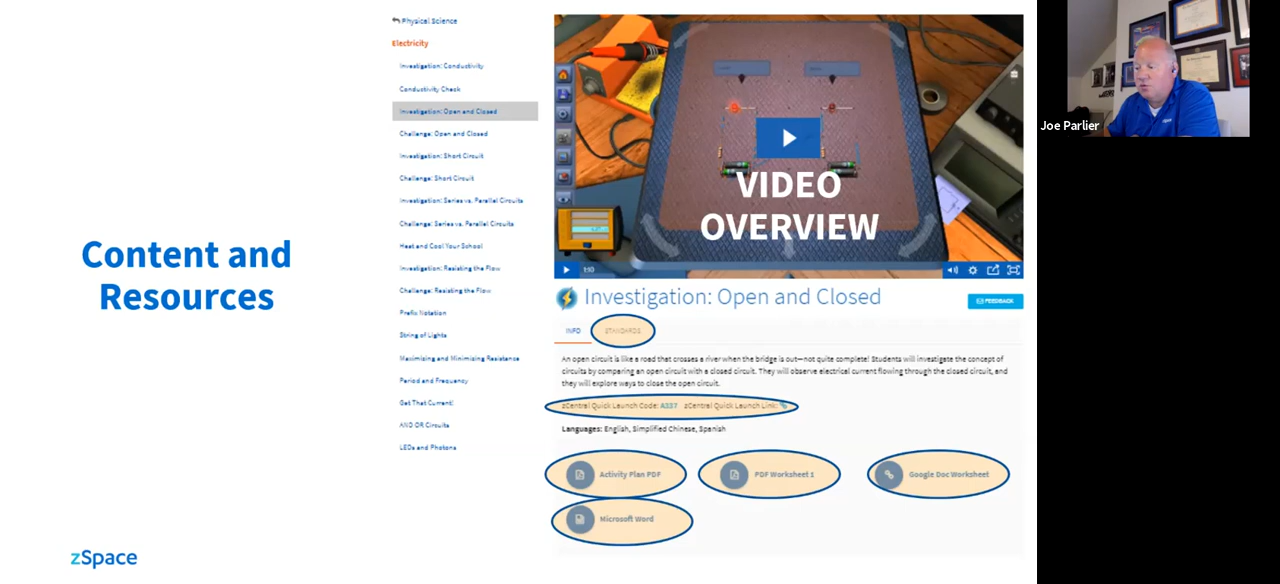 Content and
Resources
zSpace
Physical Science
Electricity
Investigation: Conductivity
Conductivity Check
Investigation: Open and Closed
Challenge: Open and Closed
Investigation: Short Circuit
Challenge: Short Circuit
Investigation: Series vs. Parallel Circuits
Challenge: Series vs. Parallel Circuits
Heat and Cool Your School
Investigation: Resisting the Flow
Challenge: Resisting the Flow
Prefix Notation
String of Lights
Maximizing and Minimizing Resistance
Period and Frequency
Get That Current!
AND OR Circuits
LEDs and Photons
VIDEO
OVERVIEW
1:10
Investigation: Open and Closed
FEEDBACK
INFO STANDARDS
An open circuit is like a road that crosses a river when the bridge is out—not quite complete! Students will investigate the concept of
circuits by comparing an open circuit with a closed circuit. They will observe electrical current flowing through the closed circuit, and
they will explore ways to close the open circuit.
zCentral Quick Launch Code: A337 zCentral Quick Launch Link:
Languages: English, Simplified Chinese, Spanish
Activity Plan PDF
PDF Worksheet 1
Google Doc Worksheet
Microsoft Word
Joe Parlier